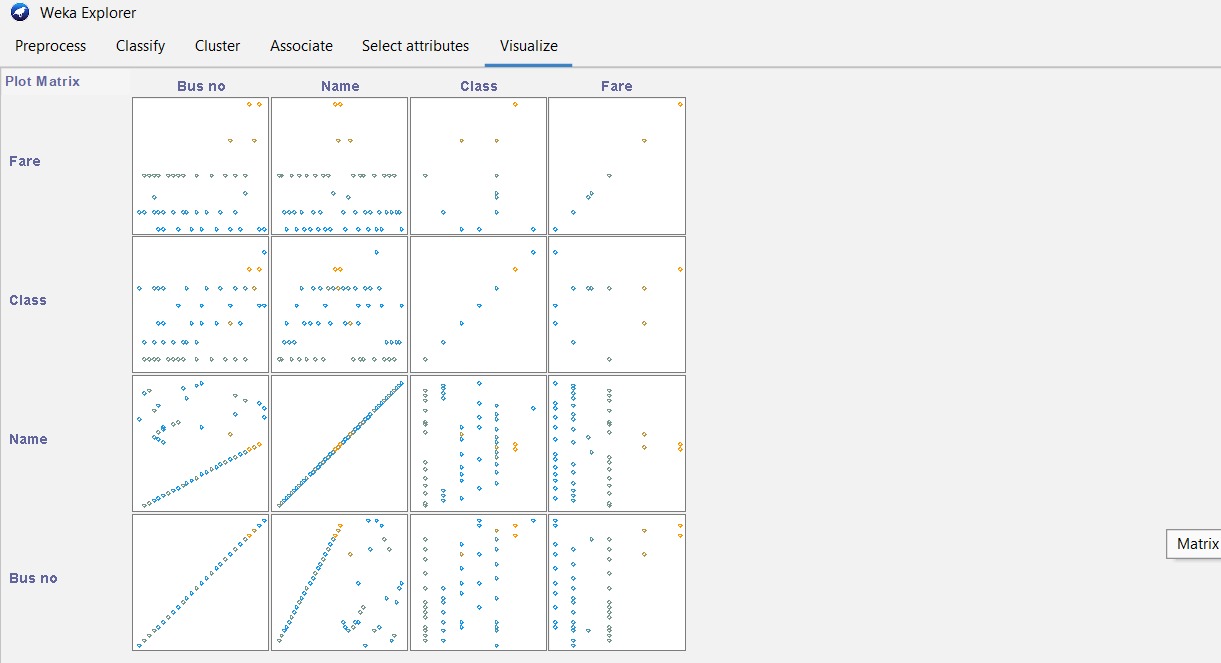 Weka Explorer
Preprocess Classify Cluster Associate Select attributes Visualize
Plot Matrix Bus no Name Class Fare
Fare
Class
Name
Matrix
Bus no